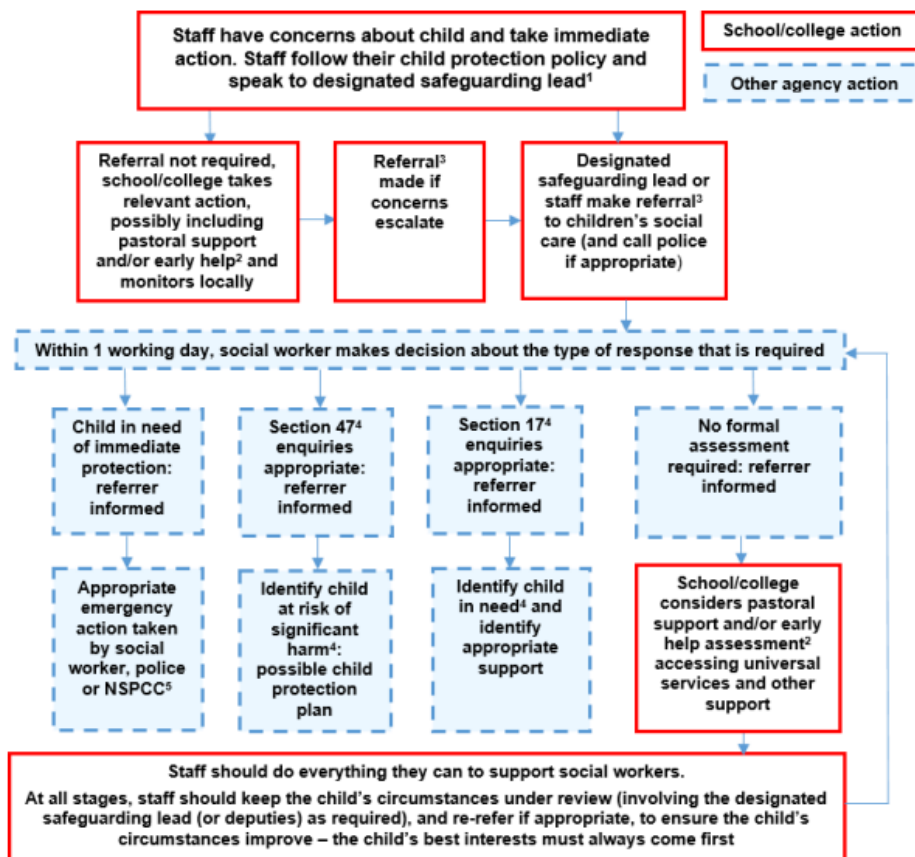 Staff have concerns about child and take immediate
action. Staff follow their child protection policy and
speak to designated safeguarding lead¹
School/college action
Other agency action
Referral not required,
school/college takes
relevant action,
possibly including
pastoral support
and/or early help² and
monitors locally
Referral³
made if
concerns
escalate
Designated
safeguarding lead or
staff make referral³
to children’s social
care (and call police
if appropriate)
Within 1 working day, social worker makes decision about the type of response that is required
Child in need
of immediate
protection:
referrer
informed
Section 47⁴
enquiries
appropriate:
referrer
informed
Section 17⁴
enquiries
appropriate:
referrer
informed
No formal
assessment
required: referrer
informed
Appropriate
emergency
action taken
by social
worker, police
or NSPCC⁵
Identify child
at risk of
significant
harm⁴:
possible child
protection
plan
Identify child
in need⁴ and
identify
appropriate
support
School/college
considers pastoral
support and/or early
help assessment²
accessing universal
services and other
support
Staff should do everything they can to support social workers.
At all stages, staff should keep the child’s circumstances under review (involving the designated
safeguarding lead (or deputies) as required), and re-refer if appropriate, to ensure the child’s
circumstances improve – the child’s best interests must always come first